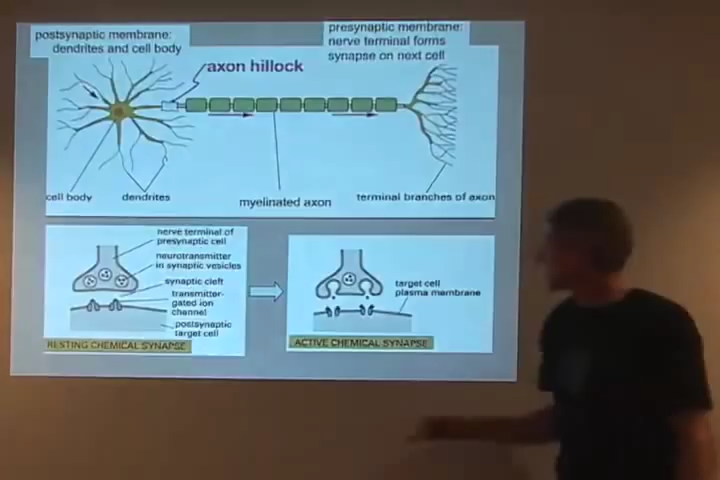 postsynaptic membrane:
dendrites and cell body
presynaptic membrane:
nerve terminal forms
synapse on next cell
axon hillock
cell body
dendrites
myelinated axon
terminal branches of axon
nerve terminal of
presynaptic cell
neurotransmitter
in synaptic vesicles
synaptic cleft
transmitter-
gated ion
channel
postsynaptic
target cell
RESTING CHEMICAL SYNAPSE
target cell
plasma membrane
ACTIVE CHEMICAL SYNAPSE